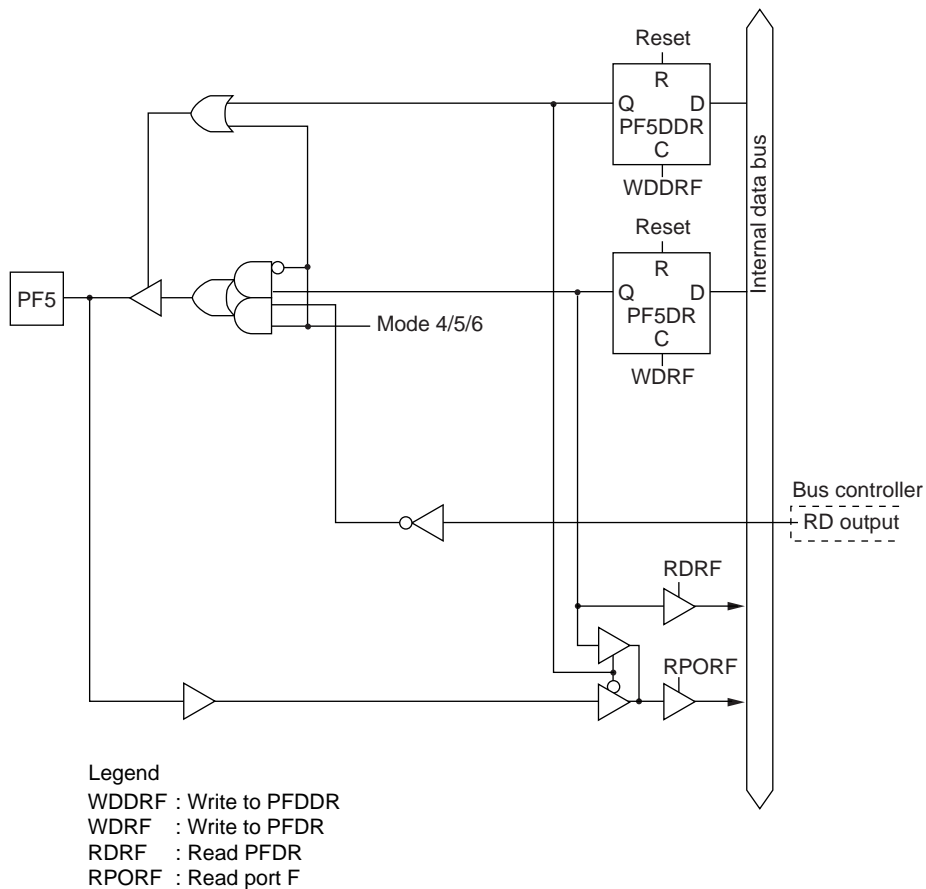 Reset
R
Q D
PF5DDR
C
WDDRF
Internal data bus
Reset
R
Q D
PF5DR
C
WDRF
PF5
Mode 4/5/6
Bus controller
RD output
RDRF
RPORF
Legend
WDDRF : Write to PFDDR
WDRF : Write to PFDR
RDRF : Read PFDR
RPORF : Read port F